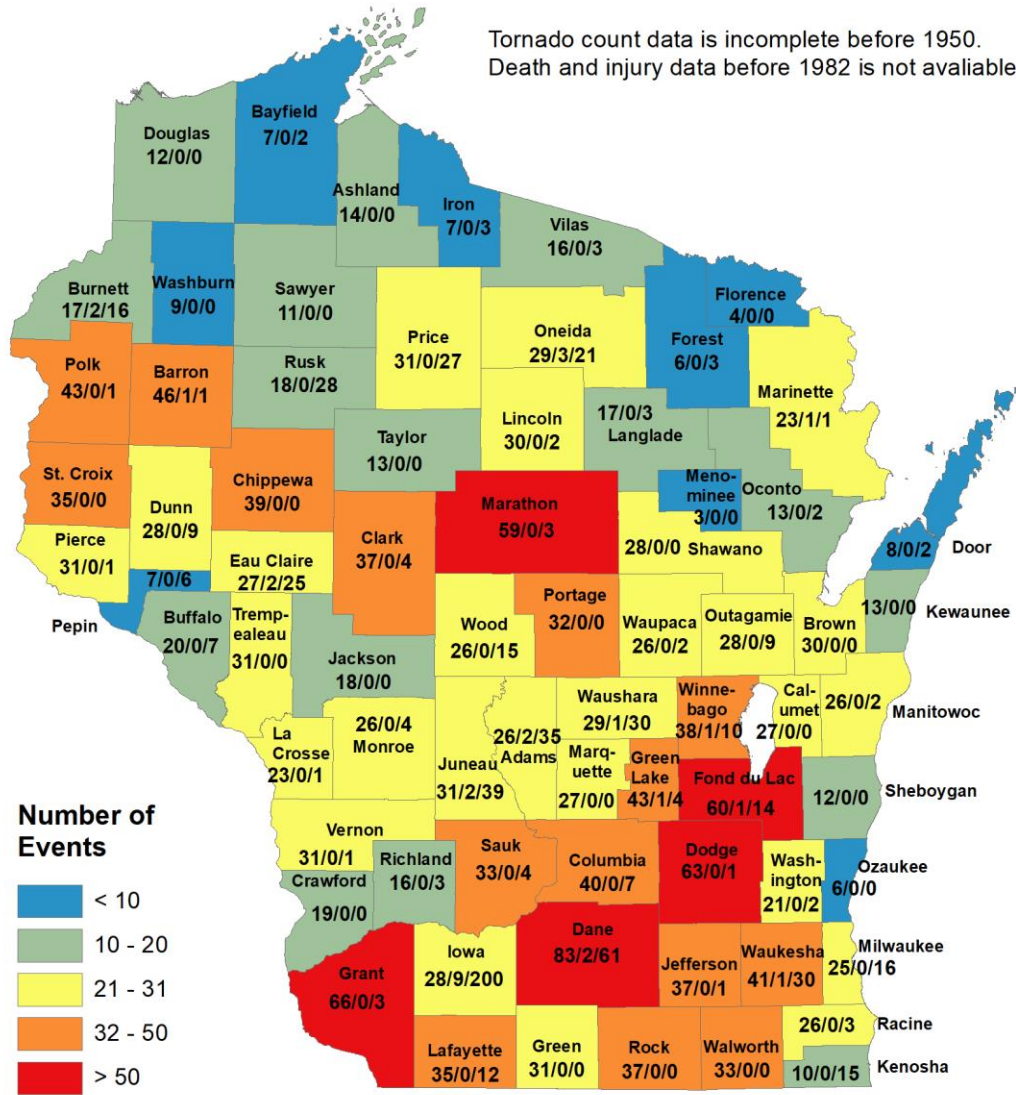 Tornado count data is incomplete before 1950.
Death and injury data before 1982 is not avaliable
Bayfield
7/0/2
Douglas
12/0/0
Ashland
14/0/0
Iron
7/0/3
Vilas
16/0/3
Burnett
17/2/16
Washburn
9/0/0
Sawyer
11/0/0
Florence
4/0/0
Price
31/0/27
Oneida
29/3/21
Forest
6/0/3
Polk
43/0/1
Barron
46/1/1
Rusk
18/0/28
Marinette
23/1/1
Lincoln
30/0/2
17/0/3
Langlade
Taylor
13/0/0
St. Croix
35/0/0
Chippewa
39/0/0
Dunn
28/0/9
Marathon
59/0/3
Meno-
minee
3/0/0
Oconto
13/0/2
Clark
37/0/4
Pierce
31/0/1
Eau Claire
27/2/25
28/0/0
Shawano
8/0/2
Door
7/0/6
Pepin
Buffalo
20/0/7
Tremp-
ealeau
31/0/0
Jackson
18/0/0
Wood
26/0/15
Portage
32/0/0
Waupaca
26/0/2
Outagamie
28/0/9
Brown
30/0/0
13/0/0
Kewaunee
26/0/4
Monroe
La
Crosse
23/0/1
Juneau
31/2/39
26/2/35
Adams
Waushara
29/1/30
Winne-
bago
38/1/10
Cal-
umet
27/0/0
26/0/2
Manitowoc
Marq-
uette
27/0/0
Green
Lake
43/1/4
Fond du Lac
60/1/14
12/0/0
Sheboygan
Number of
Events
< 10
10 - 20
21 - 31
32 - 50
> 50
Vernon
31/0/1
Richland
16/0/3
Sauk
33/0/4
Columbia
40/0/7
Dodge
63/0/1
Wash-
ington
21/0/2
Ozaukee
6/0/0
Crawford
19/0/0
Grant
66/0/3
Iowa
28/9/200
Dane
83/2/61
Jefferson
37/0/1
Waukesha
41/1/30
Milwaukee
25/0/16
Lafayette
35/0/12
Green
31/0/0
Rock
37/0/0
Walworth
33/0/0
26/0/3
Racine
10/0/15
Kenosha